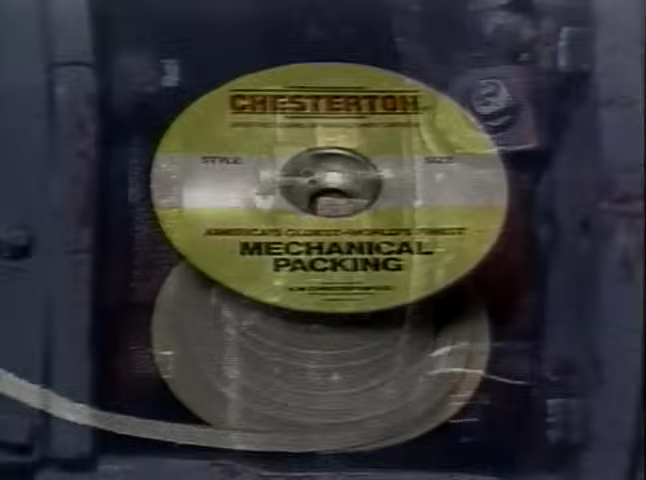 CHESTERTON
STYLE SIZE
AMERICA'S OLDEST-WORLD'S FINEST
MECHANICAL
PACKING